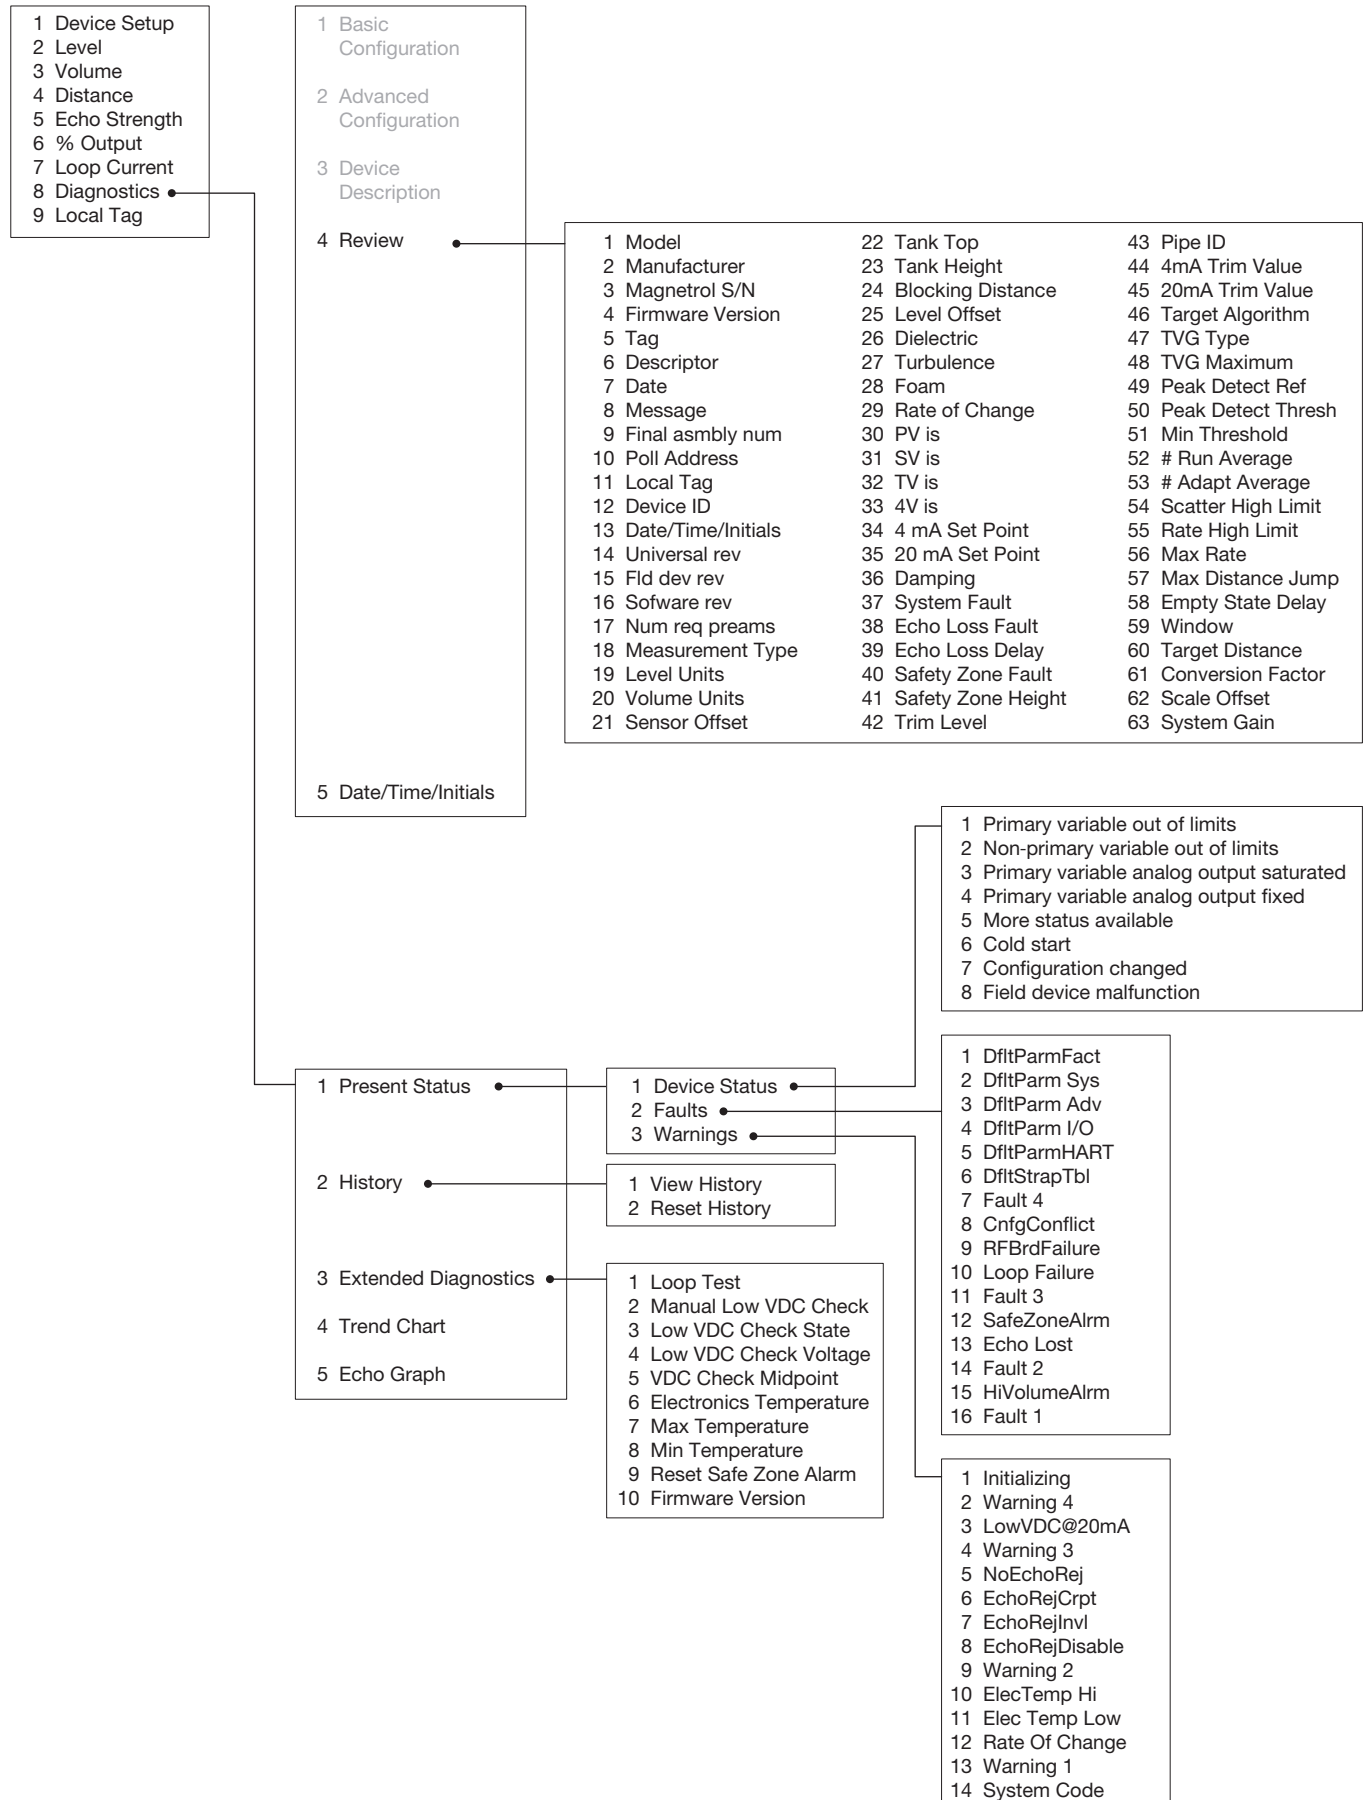 1 Device Setup
2 Level
3 Volume
4 Distance
5 Echo Strength
6 % Output
7 Loop Current
8 Diagnostics
9 Local Tag
1 Basic
Configuration
2 Advanced
Configuration
3 Device
Description
4 Review
5 Date/Time/Initials
1 Model
2 Manufacturer
3 Magnetrol S/N
4 Firmware Version
5 Tag
6 Descriptor
7 Date
8 Message
9 Final asmbly num
10 Poll Address
11 Local Tag
12 Device ID
13 Date/Time/Initials
14 Universal rev
15 Fld dev rev
16 Sofware rev
17 Num req preams
18 Measurement Type
19 Level Units
20 Volume Units
21 Sensor Offset
22 Tank Top
23 Tank Height
24 Blocking Distance
25 Level Offset
26 Dielectric
27 Turbulence
28 Foam
29 Rate of Change
30 PV is
31 SV is
32 TV is
33 4V is
34 4 mA Set Point
35 20 mA Set Point
36 Damping
37 System Fault
38 Echo Loss Fault
39 Echo Loss Delay
40 Safety Zone Fault
41 Safety Zone Height
42 Trim Level
43 Pipe ID
44 4mA Trim Value
45 20mA Trim Value
46 Target Algorithm
47 TVG Type
48 TVG Maximum
49 Peak Detect Ref
50 Peak Detect Thresh
51 Min Threshold
52 # Run Average
53 # Adapt Average
54 Scatter High Limit
55 Rate High Limit
56 Max Rate
57 Max Distance Jump
58 Empty State Delay
59 Window
60 Target Distance
61 Conversion Factor
62 Scale Offset
63 System Gain
1 Present Status
2 History
3 Extended Diagnostics
4 Trend Chart
5 Echo Graph
1 Device Status
2 Faults
3 Warnings
1 View History
2 Reset History
1 Loop Test
2 Manual Low VDC Check
3 Low VDC Check State
4 Low VDC Check Voltage
5 VDC Check Midpoint
6 Electronics Temperature
7 Max Temperature
8 Min Temperature
9 Reset Safe Zone Alarm
10 Firmware Version
1 Primary variable out of limits
2 Non-primary variable out of limits
3 Primary variable analog output saturated
4 Primary variable analog output fixed
5 More status available
6 Cold start
7 Configuration changed
8 Field device malfunction
1 DfltParmFact
2 DfltParm Sys
3 DfltParm Adv
4 DfltParm I/O
5 DfltParmHART
6 DfltStrapTbl
7 Fault 4
8 CnfgConflict
9 RFBrdFailure
10 Loop Failure
11 Fault 3
12 SafeZoneAlrm
13 Echo Lost
14 Fault 2
15 HiVolumeAlrm
16 Fault 1
1 Initializing
2 Warning 4
3 LowVDC@20mA
4 Warning 3
5 NoEchoRej
6 EchoRejCrpt
7 EchoRejInvl
8 EchoRejDisable
9 Warning 2
10 ElecTemp Hi
11 Elec Temp Low
12 Rate Of Change
13 Warning 1
14 System Code